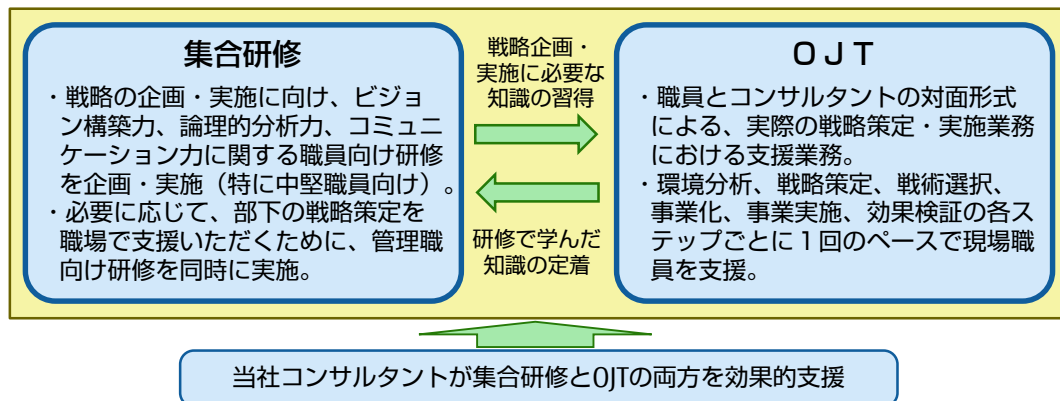 集合研修
・戦略の企画・実施に向け、ビジョ
ン構築力、論理的分析力、コミュニ
ケーション力に関する職員向け研修
を企画・実施（特に中堅職員向け）。
・必要に応じて、部下の戦略策定を
職場で支援いただくために、管理職
向け研修を同時に実施。
戦略企画・
実施に必要な
知識の習得
研修で学んだ
知識の定着
ＯＪＴ
・職員とコンサルタントの対面形式
による、実際の戦略策定・実施業務
における支援業務。
・環境分析、戦略策定、戦術選択、
事業化、事業実施、効果検証の各ス
テップごとに１回のペースで現場職
員を支援。
当社コンサルタントが集合研修とOJTの両方を効果的支援